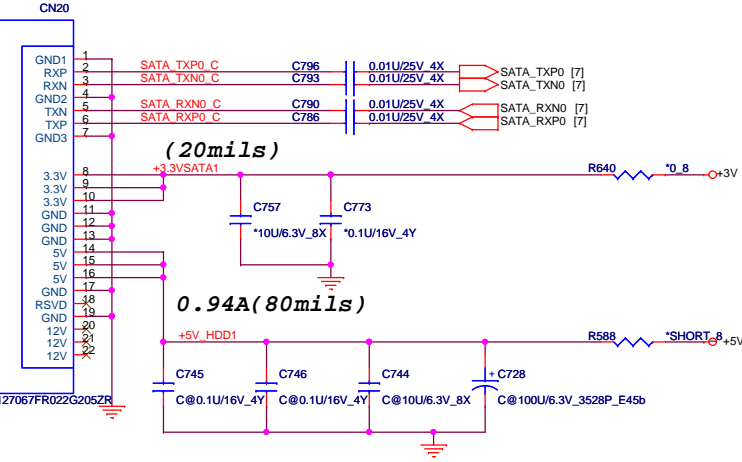 CN20
GND1 1
RXP 2 SATA_TXP0_C C796 0.01U/25V_4X SATA_TXP0 [7]
RXN 3 SATA_TXN0_C C793 0.01U/25V_4X SATA_TXN0 [7]
GND2 4
TXN 5 SATA_RXN0_C C790 0.01U/25V_4X SATA_RXN0 [7]
TXP 6 SATA_RXP0_C C786 0.01U/25V_4X SATA_RXP0 [7]
GND3 7
(20mils)
3.3V 8 +3.3VSATA1 R640 *0_8 +3V
3.3V 9
3.3V 10
GND 11 C757 C773
GND 12
GND 13 *10U/6.3V_8X *0.1U/16V_4Y
5V 14
5V 15
5V 16
GND 17
RSVD 18 0.94A(80mils)
GND 19
12V 20
12V 21 +5V_HDD1 R588 *SHORT_8 +5V
12V 22
C745 C746 C744 + C728
127067FR022G205ZR C@0.1U/16V_4Y C@0.1U/16V_4Y C@10U/6.3V_8X C@100U/6.3V_3528P_E45b